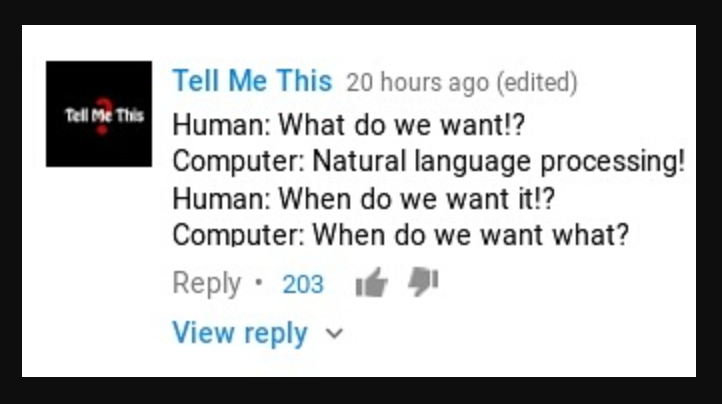 Tell Me This
Tell Me This 20 hours ago (edited)
Human: What do we want!?
Computer: Natural language processing!
Human: When do we want it!?
Computer: When do we want what?
Reply • 203
View reply